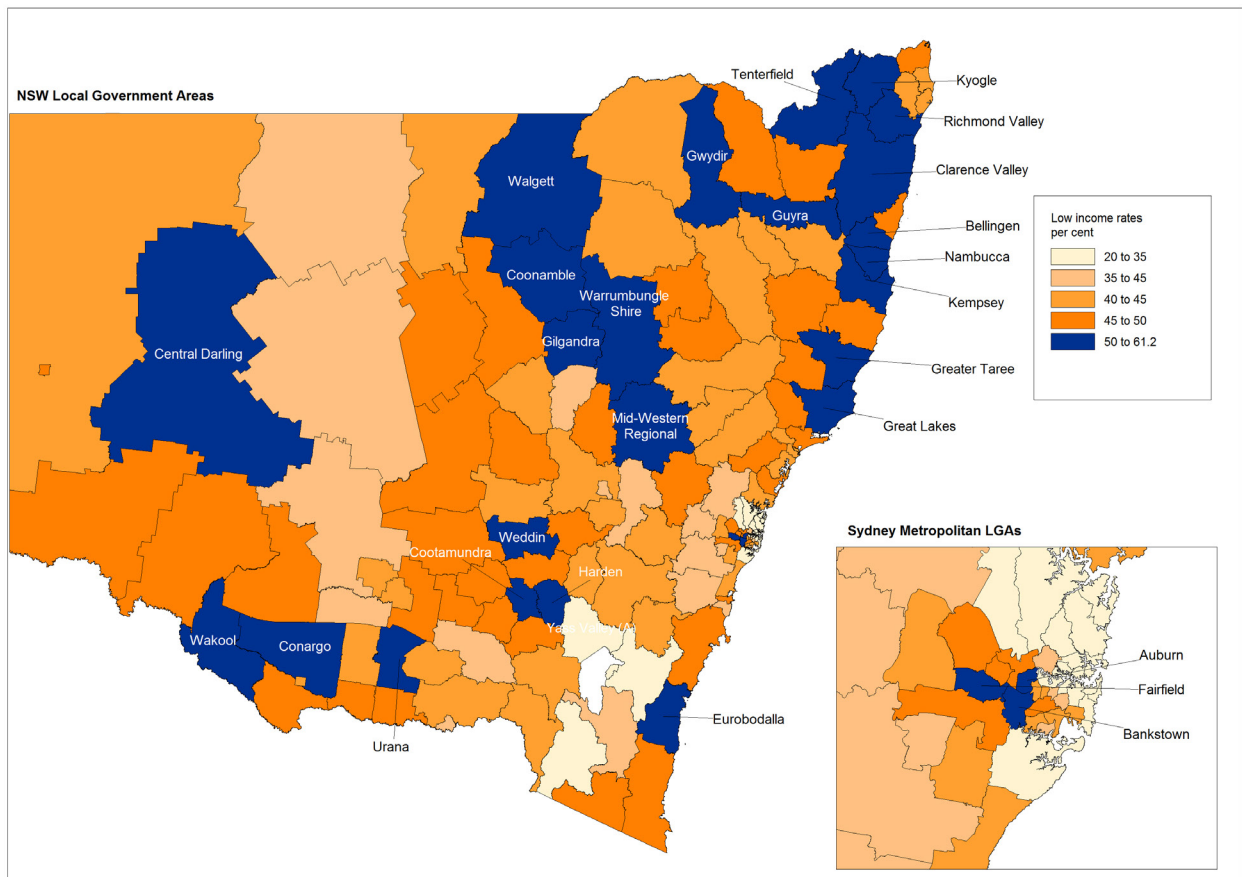 NSW Local Government Areas
Tenterfield
Kyogle
Richmond Valley
Gwydir
Walgett
Clarence Valley
Guyra
Bellingen
Nambucca
Coonamble
Warrumbungle
Shire
Kempsey
Gilgandra
Central Darling
Greater Taree
Mid-Western
Regional
Great Lakes
Weddin
Cootamundra
Harden
Yass Valley (A)
Wakool
Conargo
Urana
Eurobodalla
Low income rates
per cent
20 to 35
35 to 45
40 to 45
45 to 50
50 to 61.2
Sydney Metropolitan LGAs
Auburn
Fairfield
Bankstown